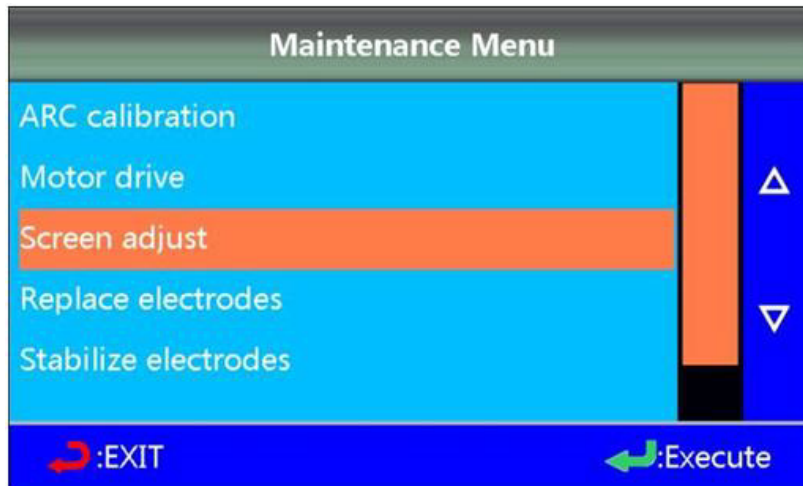 Maintenance Menu
ARC calibration
Motor drive
Screen adjust
Replace electrodes
Stabilize electrodes
:EXIT
:Execute